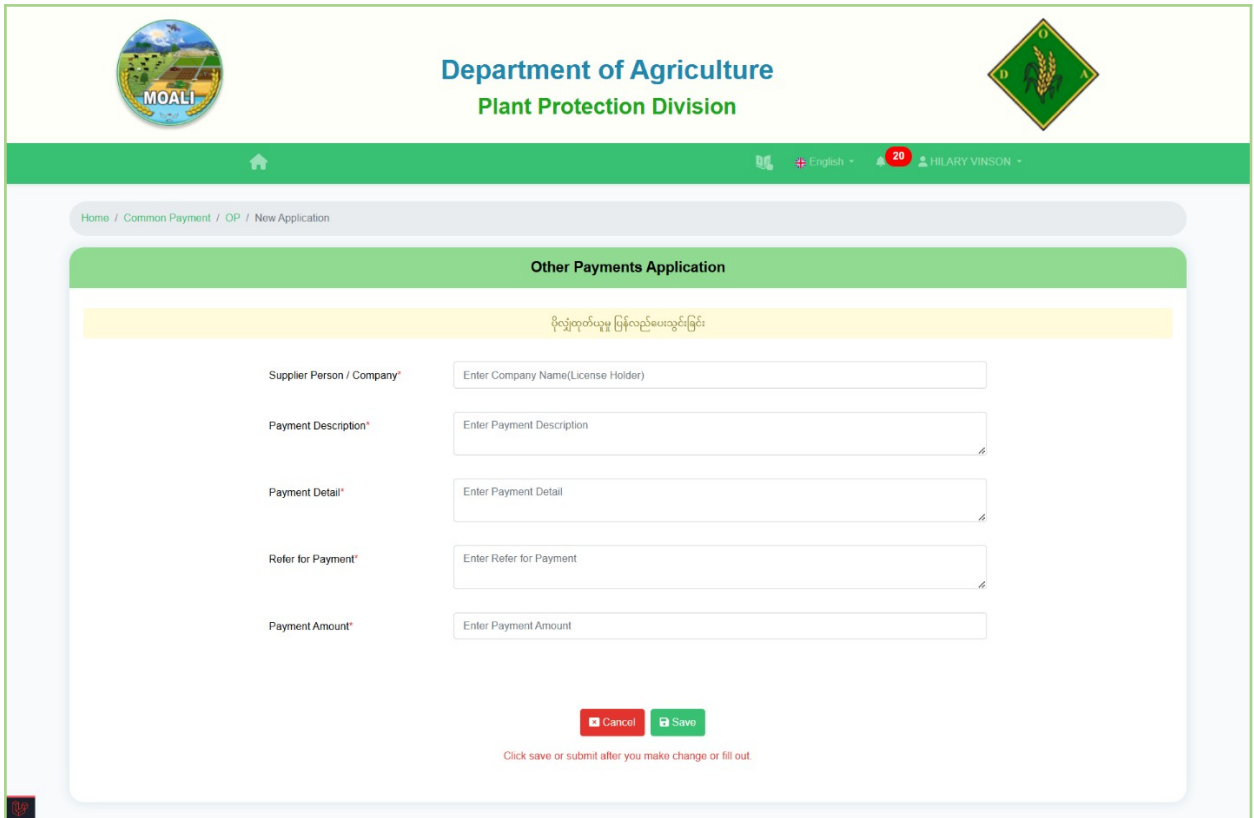 MOALI
Department of Agriculture
Plant Protection Division
D O A
English
20
HILARY VINSON
Home / Common Payment / OP / New Application
Other Payments Application
ပိုလျှံထုတ်ယူမှု ပြန်လည်ပေးသွင်းခြင်း
Supplier Person / Company*
Enter Company Name(License Holder)
Payment Description*
Enter Payment Description
Payment Detail*
Enter Payment Detail
Refer for Payment*
Enter Refer for Payment
Payment Amount*
Enter Payment Amount
Cancel
Save
Click save or submit after you make change or fill out.